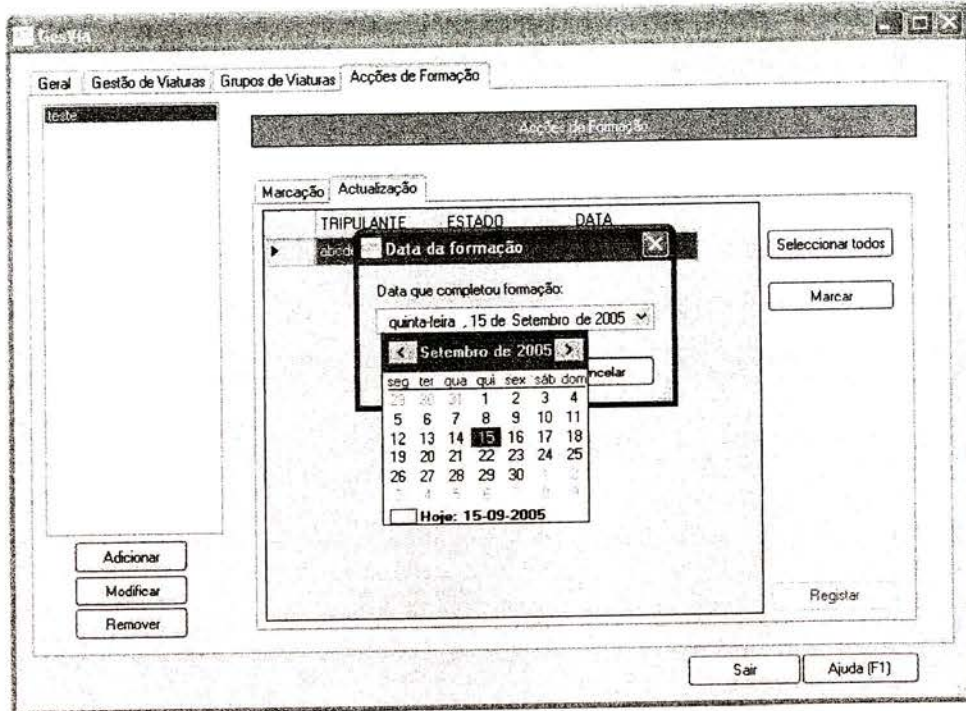 GesVia
Geral Gestão de Viaturas Grupos de Viaturas Acções de Formação
teste
Acções de Formação
Marcação Actualização
TRIPULANTE ESTADO DATA
Data da formação
Seleccionar todos
Data que completou formação:
Marcar
quinta-feira , 15 de Setembro de 2005
Setembro de 2005
seg ter qua qui sex sáb dom
29 30 31 1 2 3 4
5 6 7 8 9 10 11
12 13 14 15 16 17 18
19 20 21 22 23 24 25
26 27 28 29 30 1 2
3 4 5 6 8 9
Hoje: 15-09-2005
Adicionar
Modificar
Registar
Remover
Sair Ajuda (F1)